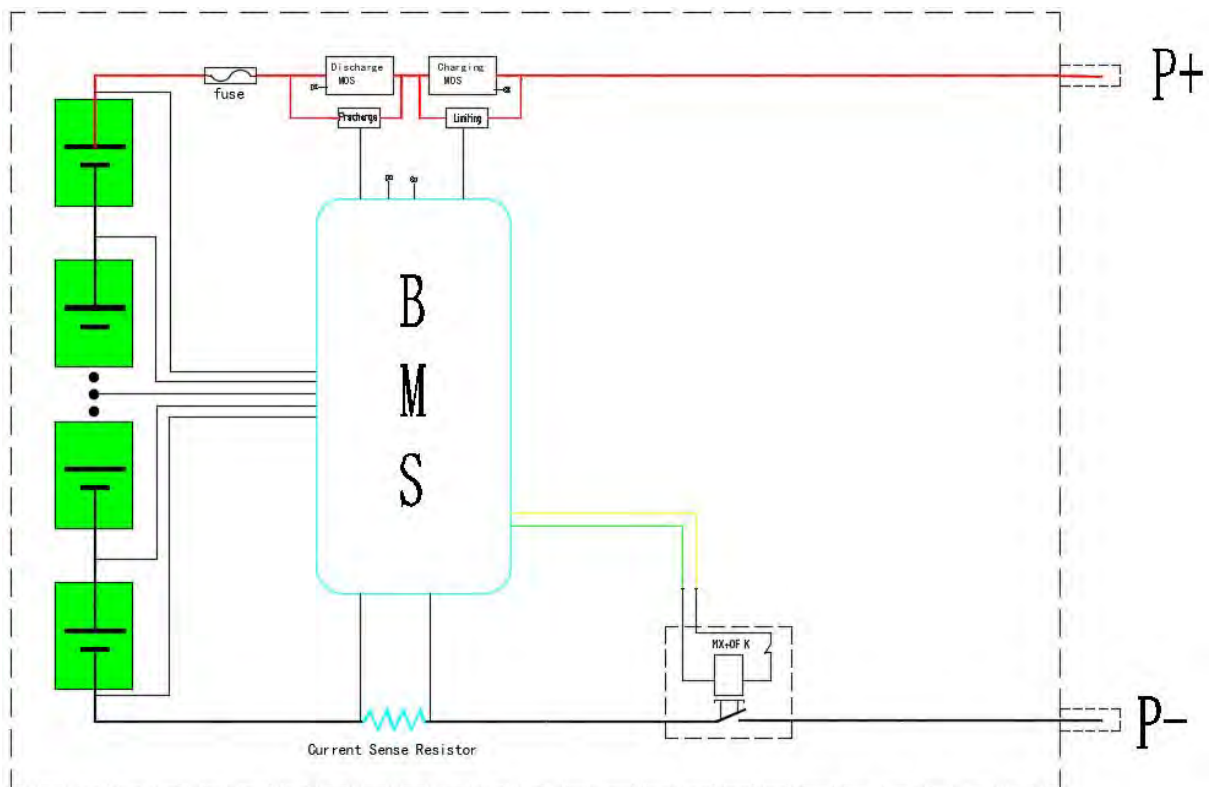 Discharge
MOS
Charging
MOS
P+
fuse
Precharge
Limiting
B
M
S
MX+OF K
P-
Current Sense Resistor